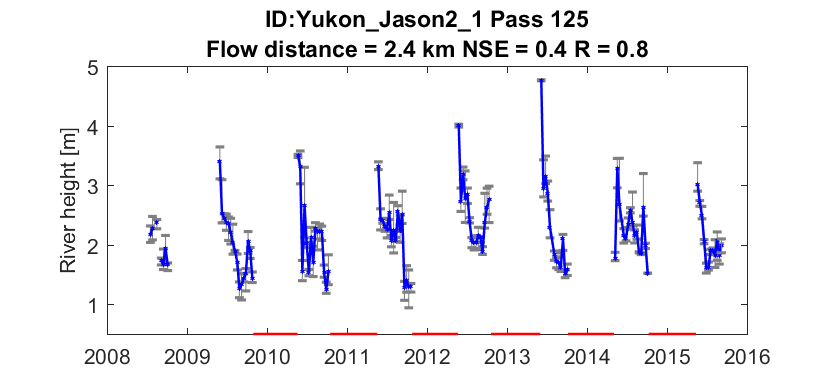 ID:Yukon_Jason2_1 Pass 125
Flow distance = 2.4 km NSE = 0.4 R = 0.8
River height [m]
5
4
3
2
1
2008 2009 2010 2011 2012 2013 2014 2015 2016